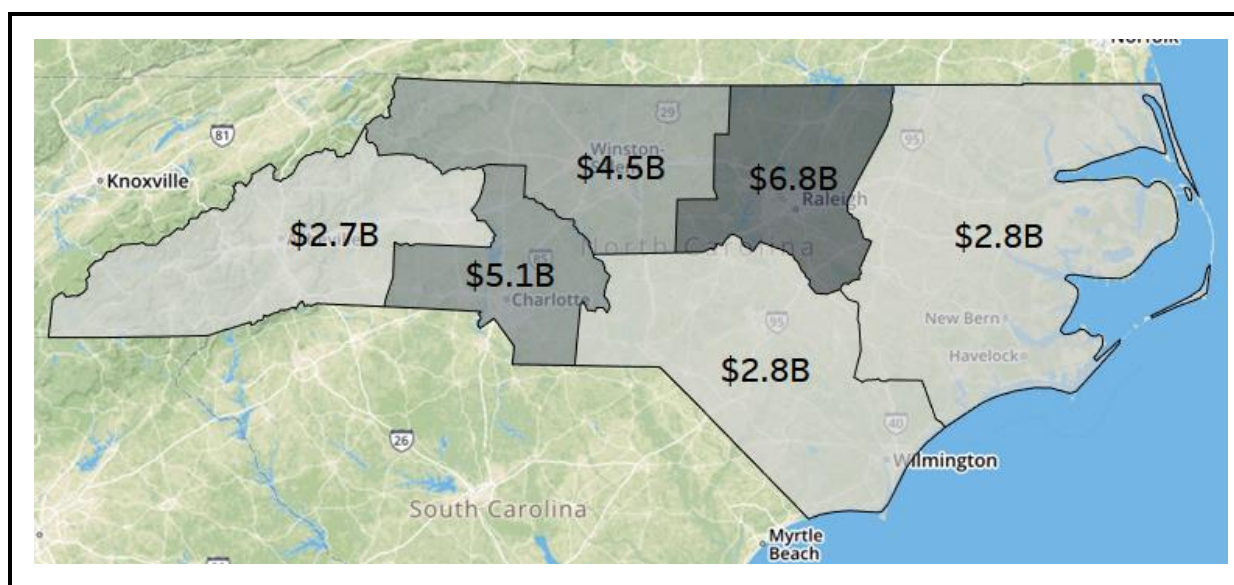 Norfolk
81
29
Winston-
95
Knoxville
$4.5B
$6.8B
Raleigh
$2.7B
North Carolina
$2.8B
85
$5.1B
Charlotte
New Bern
95
Havelock
$2.8B
40
26
Wilmington
South Carolina
Myrtle
Beach